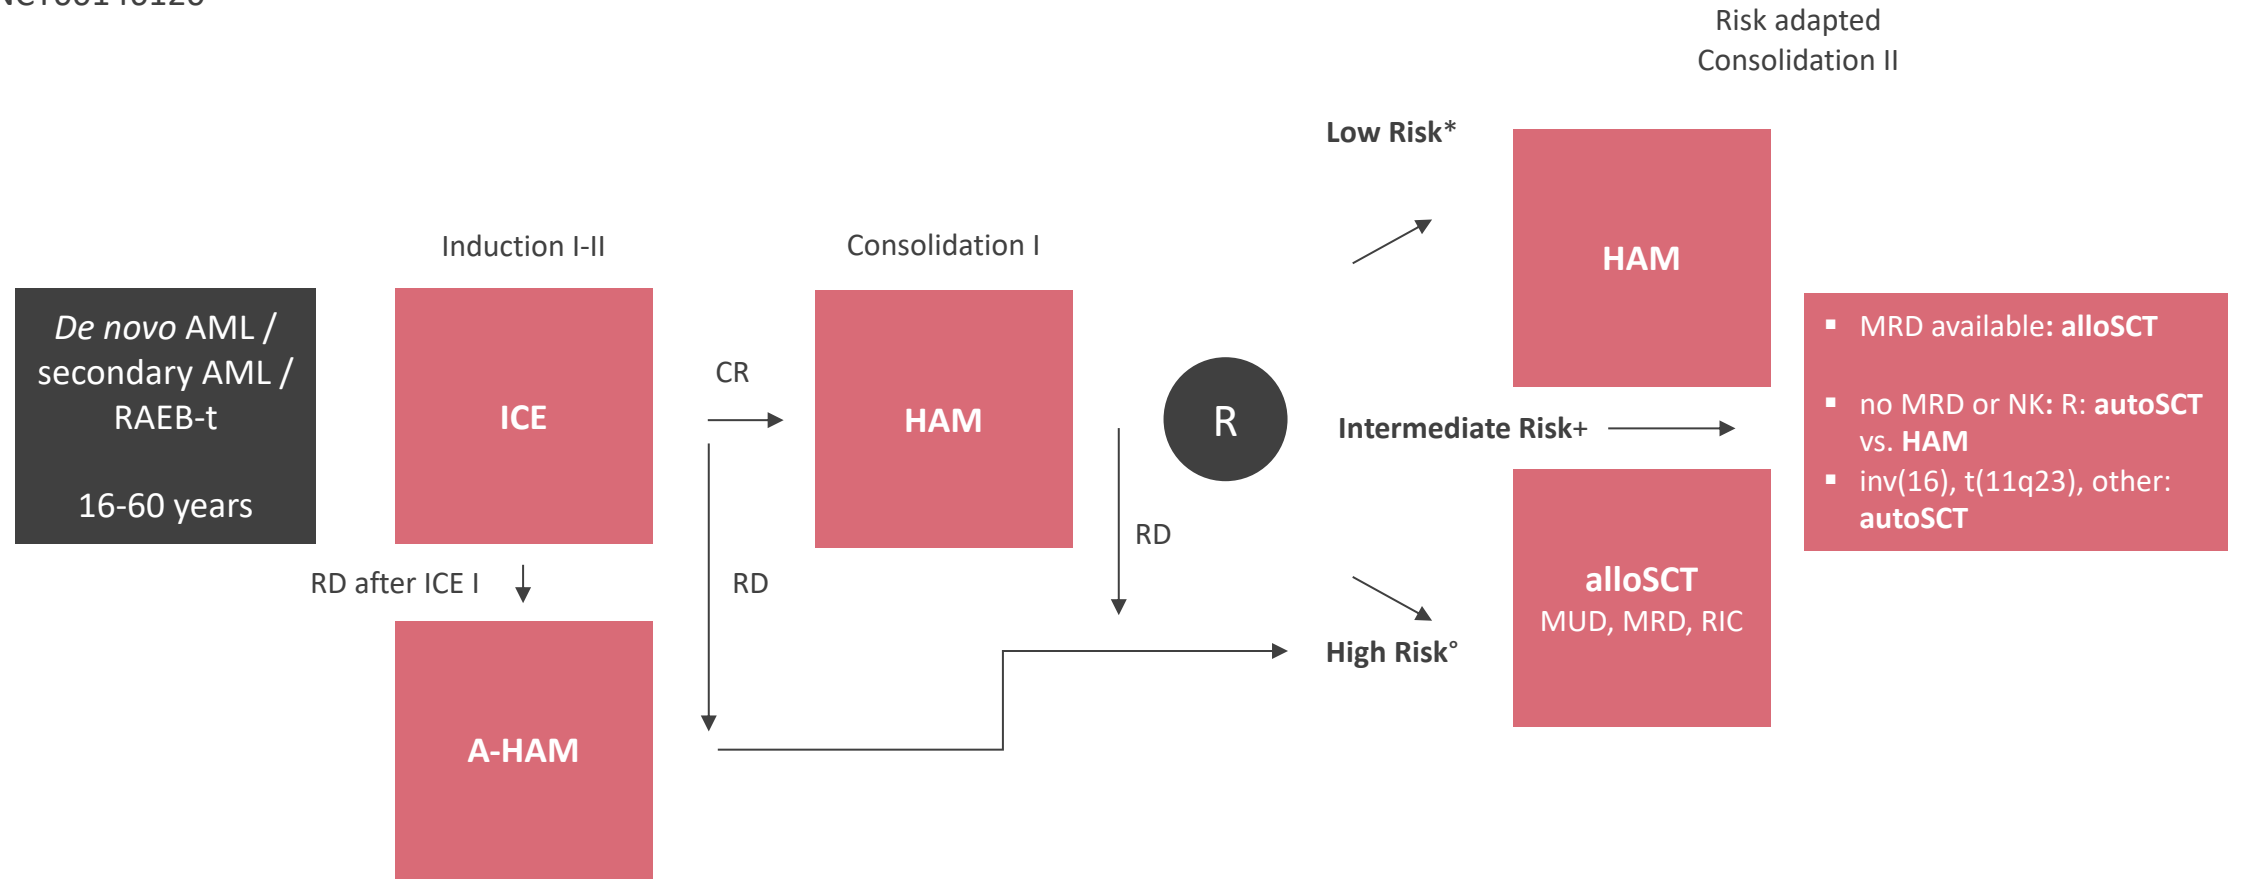 Risk adapted
Consolidation II
Low Risk*
Induction I-II
Consolidation I
De novo AML /
secondary AML /
RAEB-t
16-60 years
ICE
CR
HAM
R
HAM
Intermediate Risk+
▪ MRD available: alloSCT
▪ no MRD or NK: R: autoSCT
vs. HAM
▪ inv(16), t(11q23), other:
autoSCT
RD after ICE I
RD
RD
A-HAM
High Risk°
alloSCT
MUD, MRD, RIC